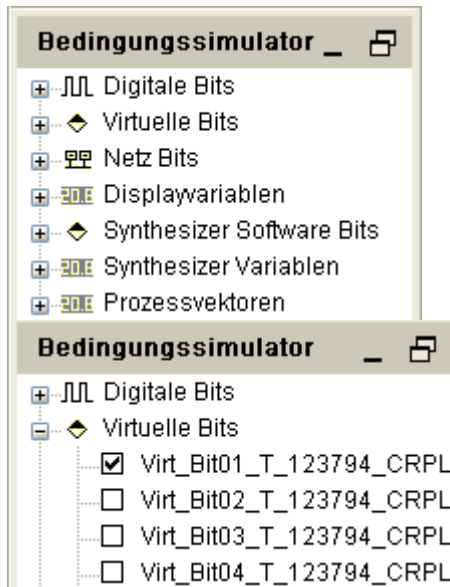 Bedingungssimulator
Digitale Bits
Virtuelle Bits
Netz Bits
Displayvariablen
Synthesizer Software Bits
Synthesizer Variablen
Prozessvektoren
Bedingungssimulator
Digitale Bits
Virtuelle Bits
Virt_Bit01_T_123794_CRPL
Virt_Bit02_T_123794_CRPL
Virt_Bit03_T_123794_CRPL
Virt_Bit04_T_123794_CRPL